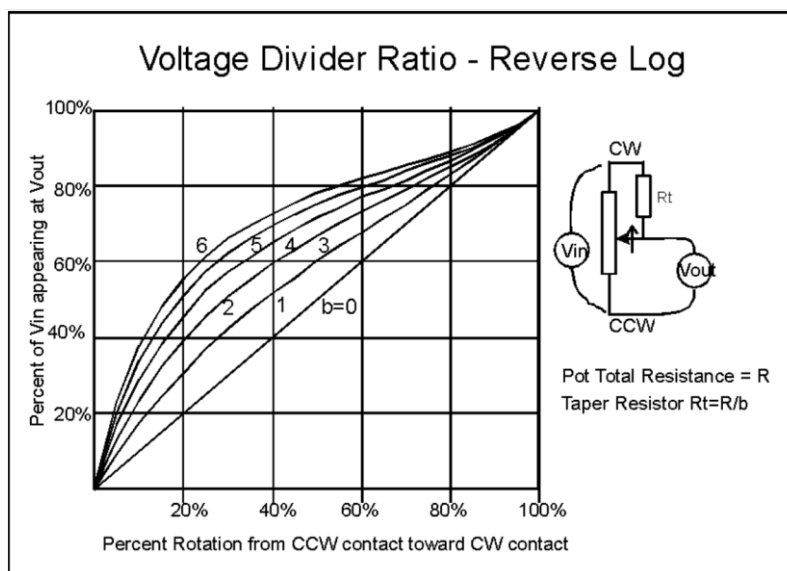 Voltage Divider Ratio - Reverse Log
Percent of Vin appearing at Vout
100%
80%
60%
40%
20%
6
5
4
3
2
1
b=0
20%
40%
60%
80%
100%
Percent Rotation from CCW contact toward CW contact
CW
Rt
Vin
Vout
CCW
Pot Total Resistance = R
Taper Resistor Rt=R/b